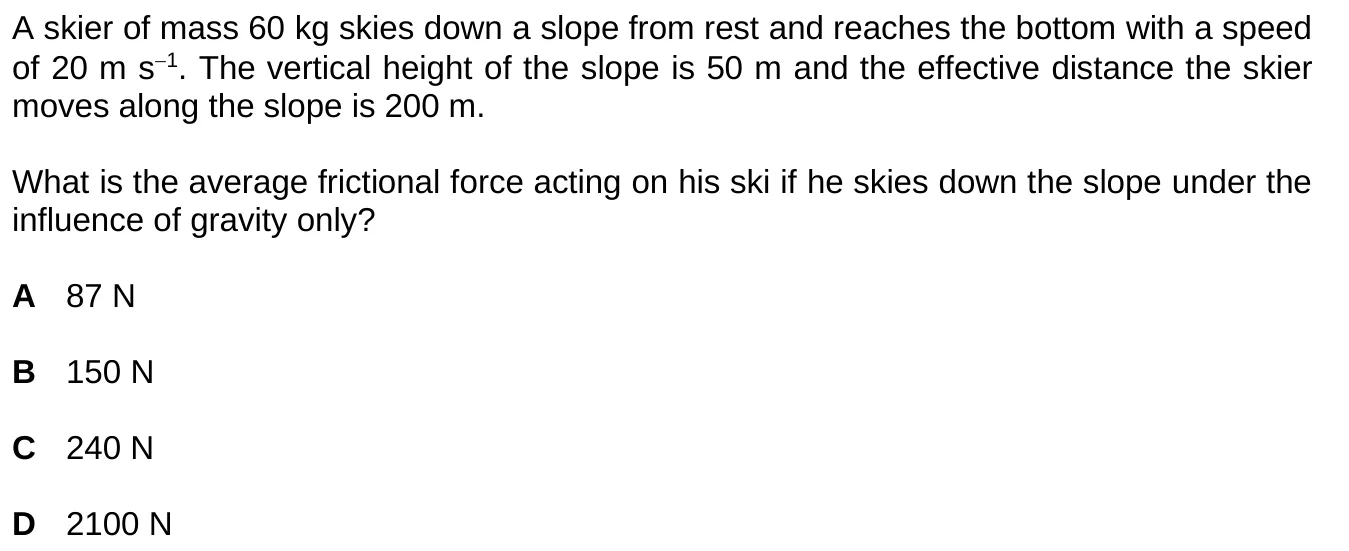 A skier of mass 60 kg skies down a slope from rest and reaches the bottom with a speed
of 20 m s⁻¹. The vertical height of the slope is 50 m and the effective distance the skier
moves along the slope is 200 m.
What is the average frictional force acting on his ski if he skies down the slope under the
influence of gravity only?
A 87 N
B 150 N
C 240 N
D 2100 N